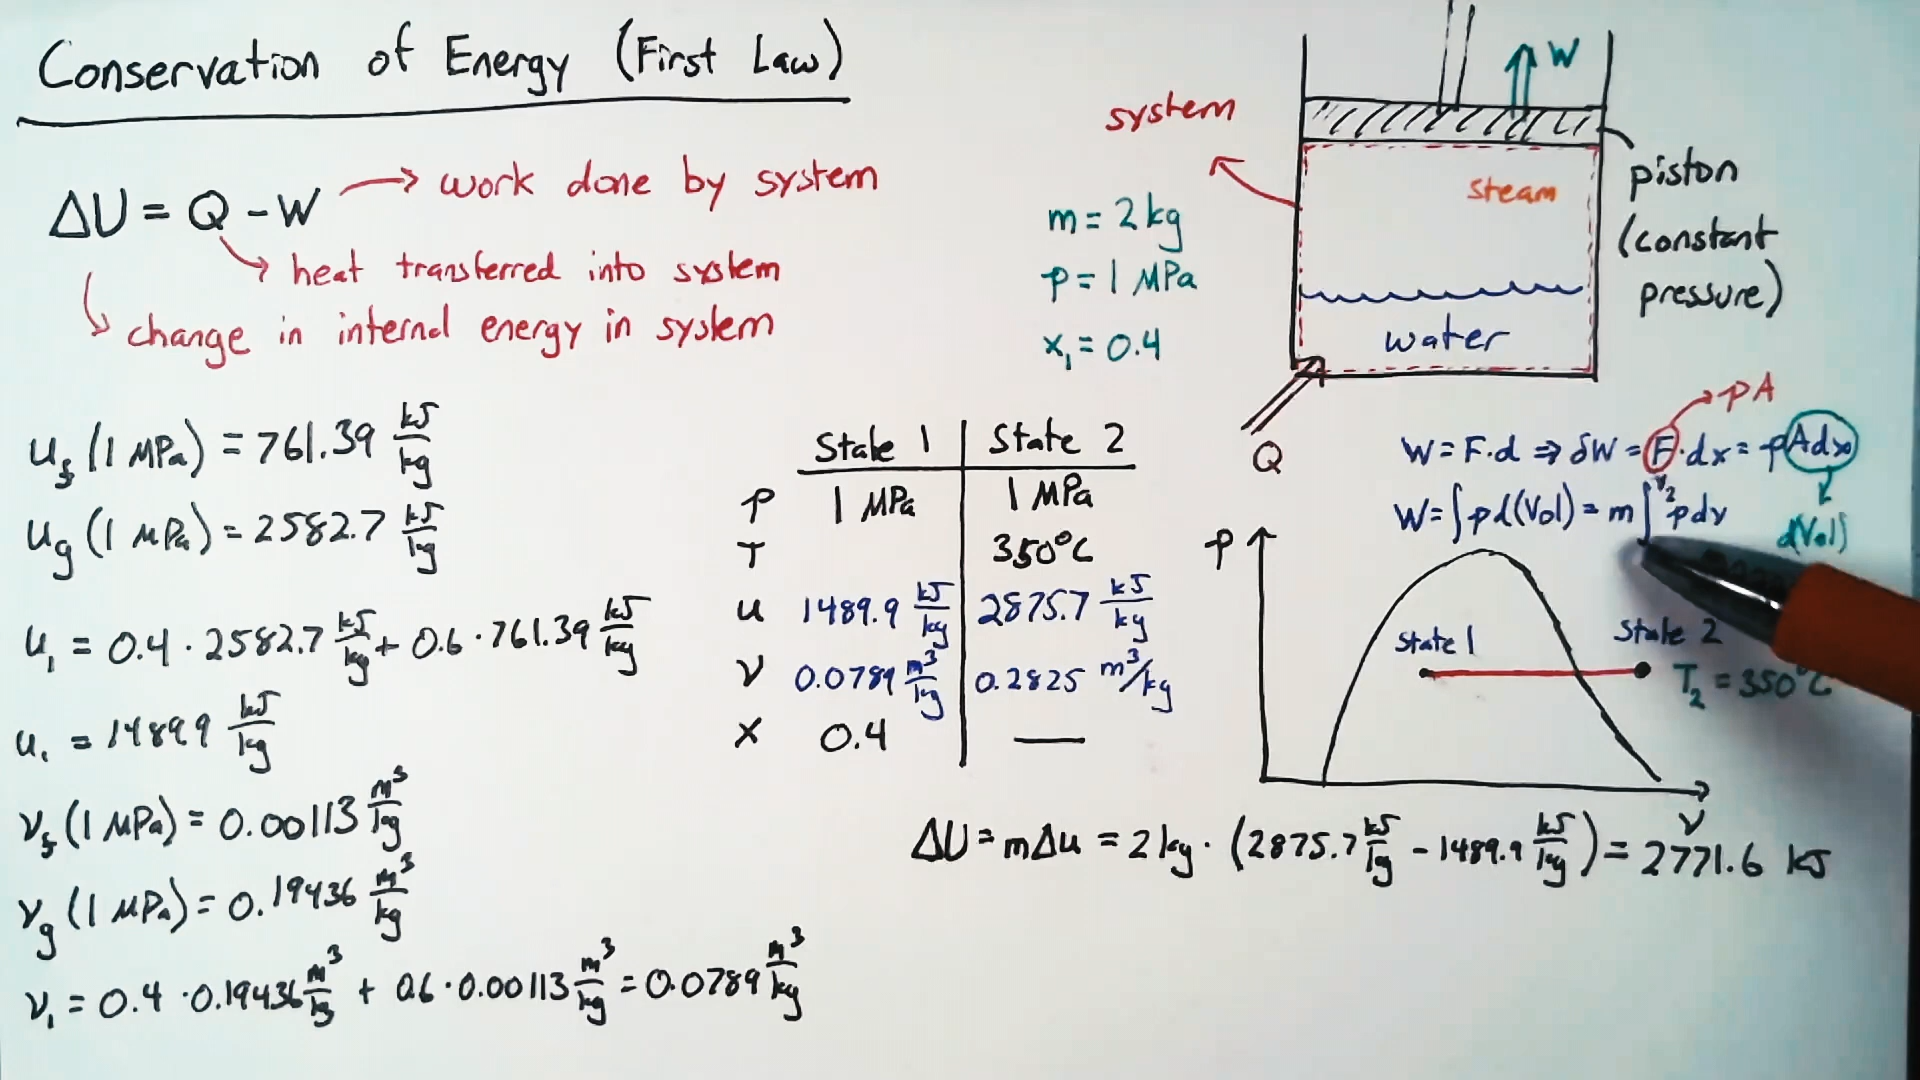 Conservation of Energy (First Law)
ΔU = Q - W → work done by system
heat transferred into system
change in internal energy in system
u_f (1 MPa) = 761.39 kJ/kg
u_g (1 MPa) = 2582.7 kJ/kg
u₁ = 0.4 · 2582.7 kJ/kg + 0.6 · 761.39 kJ/kg
u₁ = 1489.9 kJ/kg
v_f (1 MPa) = 0.00113 m³/kg
v_g (1 MPa) = 0.19436 m³/kg
v₁ = 0.4 · 0.19436 m³/kg + 0.6 · 0.00113 m³/kg = 0.0789 m³/kg
system
m = 2 kg
p = 1 MPa
x₁ = 0.4
W
steam
water
Q
piston
(constant
pressure)
State 1 State 2
p 1 MPa 1 MPa
T 350°C
u 1489.9 kJ/kg 2875.7 kJ/kg
v 0.0789 m³/kg 0.2825 m³/kg
x 0.4 —
pA
W = F·d ⇒ δW = F·dx = pAdx
W = ∫pd(Vol) = m∫^v₂ pdv
d(Vol)
p
State 1 State 2
T₂ = 350°C
v
ΔU = mΔu = 2 kg · (2875.7 kJ/kg - 1489.9 kJ/kg) = 2771.6 kJ